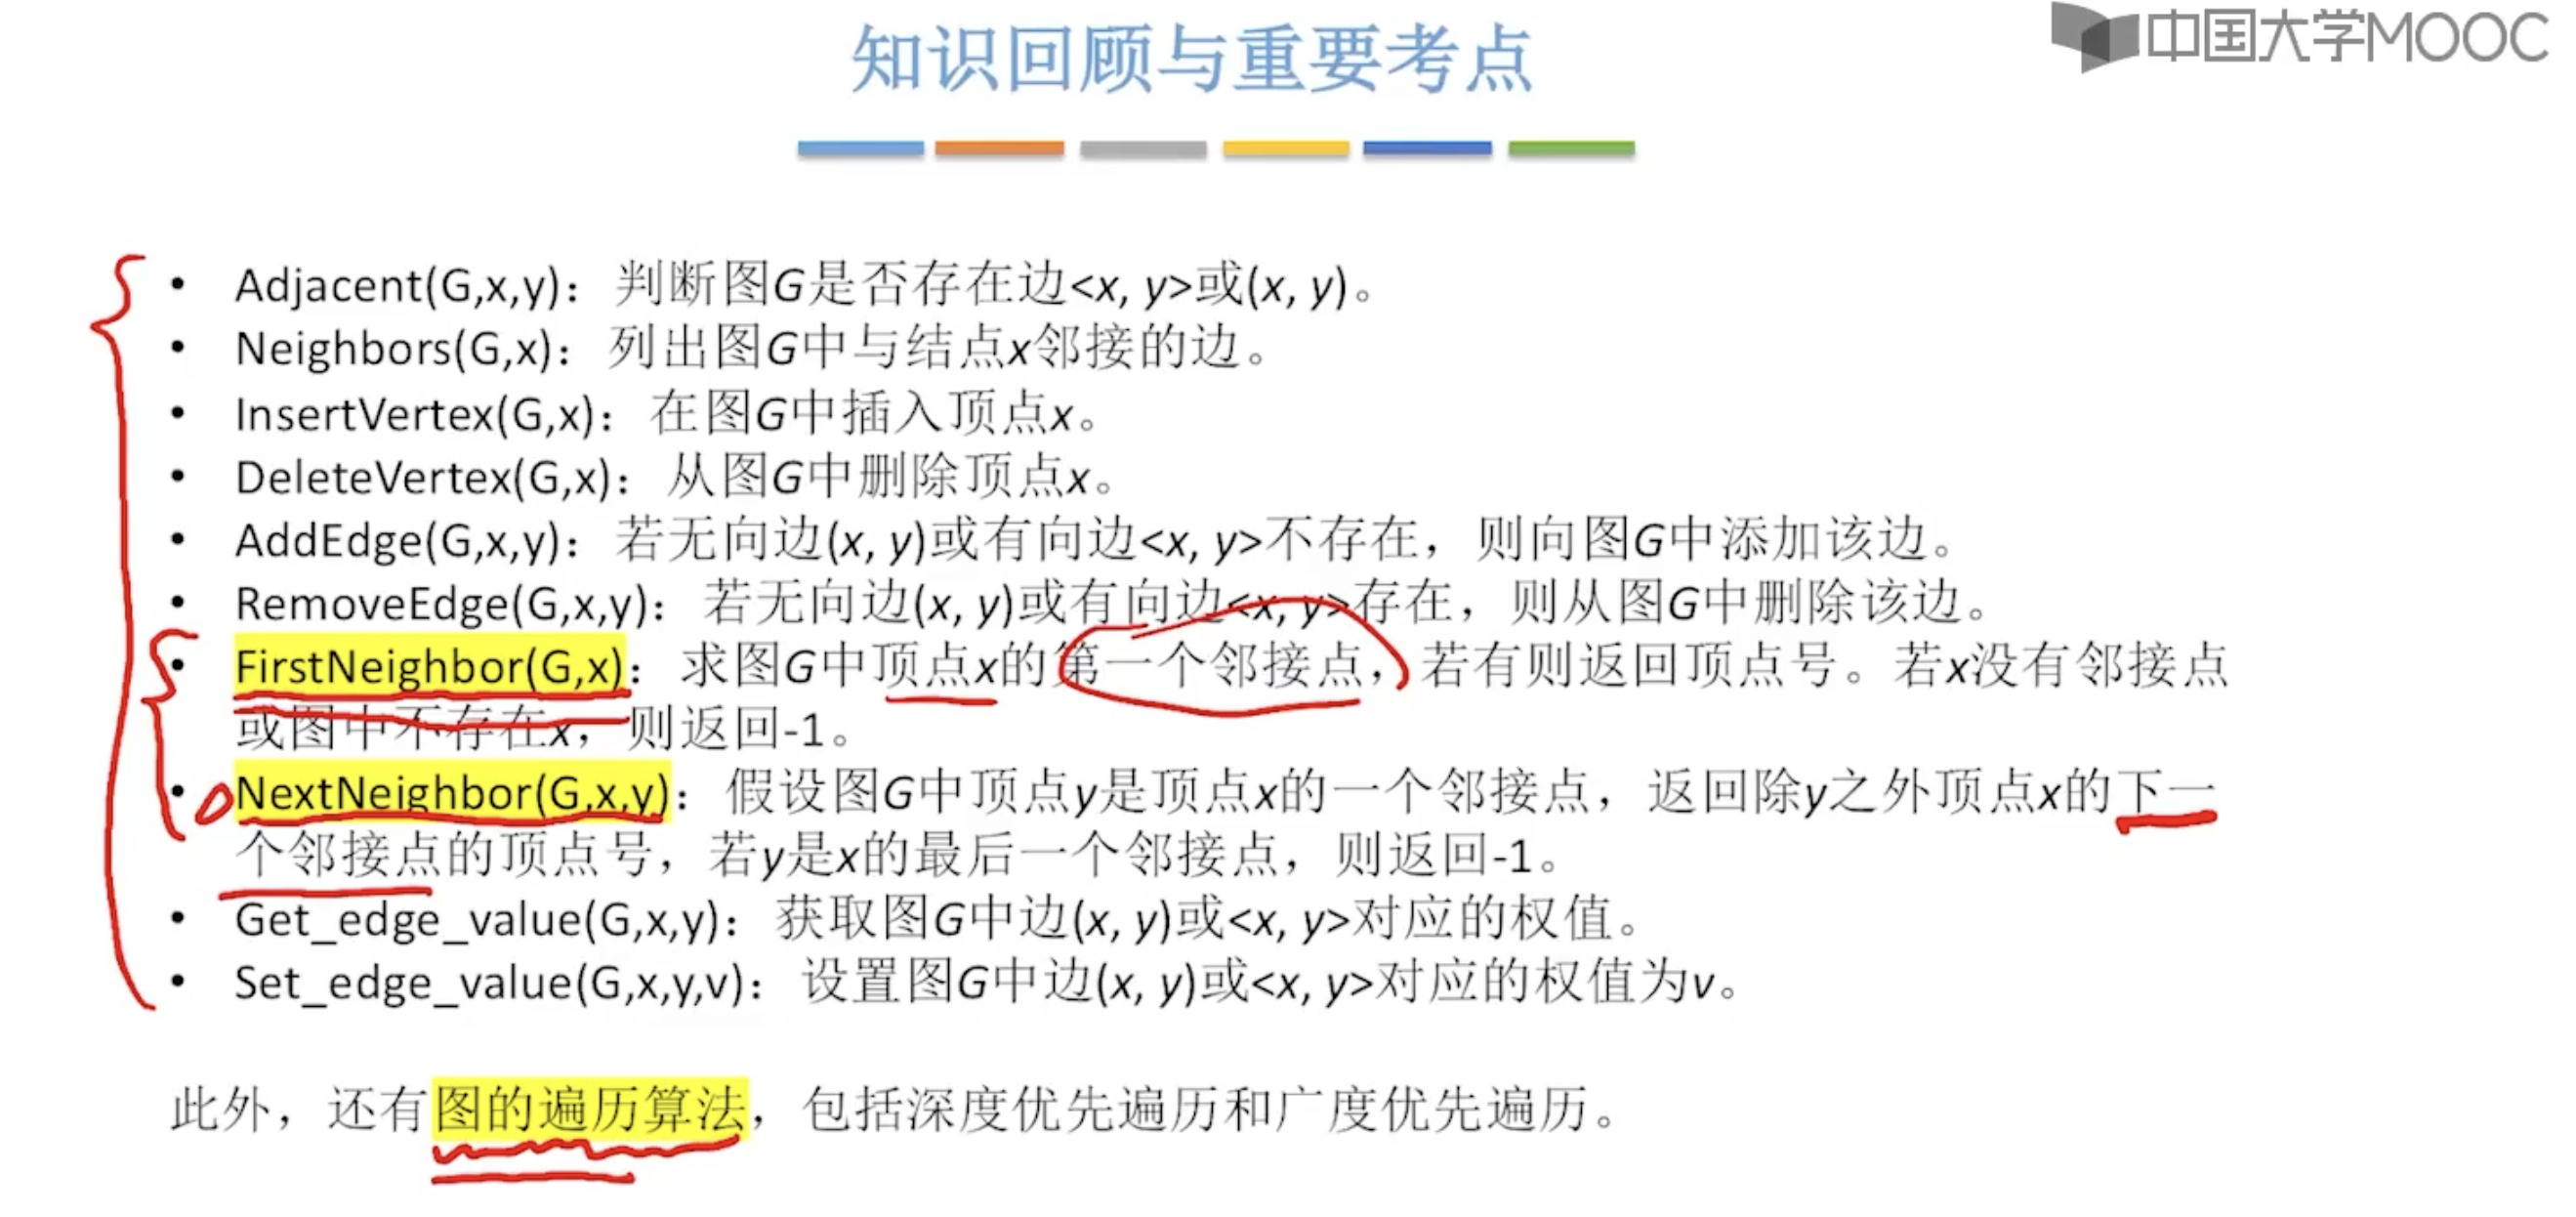 知识回顾与重要考点
中国大学MOOC
• Adjacent(G,x,y)：判断图G是否存在边<x, y>或(x, y)。
• Neighbors(G,x)：列出图G中与结点x邻接的边。
• InsertVertex(G,x)：在图G中插入顶点x。
• DeleteVertex(G,x)：从图G中删除顶点x。
• AddEdge(G,x,y)：若无向边(x, y)或有向边<x, y>不存在，则向图G中添加该边。
• RemoveEdge(G,x,y)：若无向边(x, y)或有向边<x, y>存在，则从图G中删除该边。
• FirstNeighbor(G,x)：求图G中顶点x的第一个邻接点，若有则返回顶点号。若x没有邻接点
或图中不存在x，则返回-1。
• NextNeighbor(G,x,y)：假设图G中顶点y是顶点x的一个邻接点，返回除y之外顶点x的下一
个邻接点的顶点号，若y是x的最后一个邻接点，则返回-1。
• Get_edge_value(G,x,y)：获取图G中边(x, y)或<x, y>对应的权值。
• Set_edge_value(G,x,y,v)：设置图G中边(x, y)或<x, y>对应的权值为v。
此外，还有图的遍历算法，包括深度优先遍历和广度优先遍历。